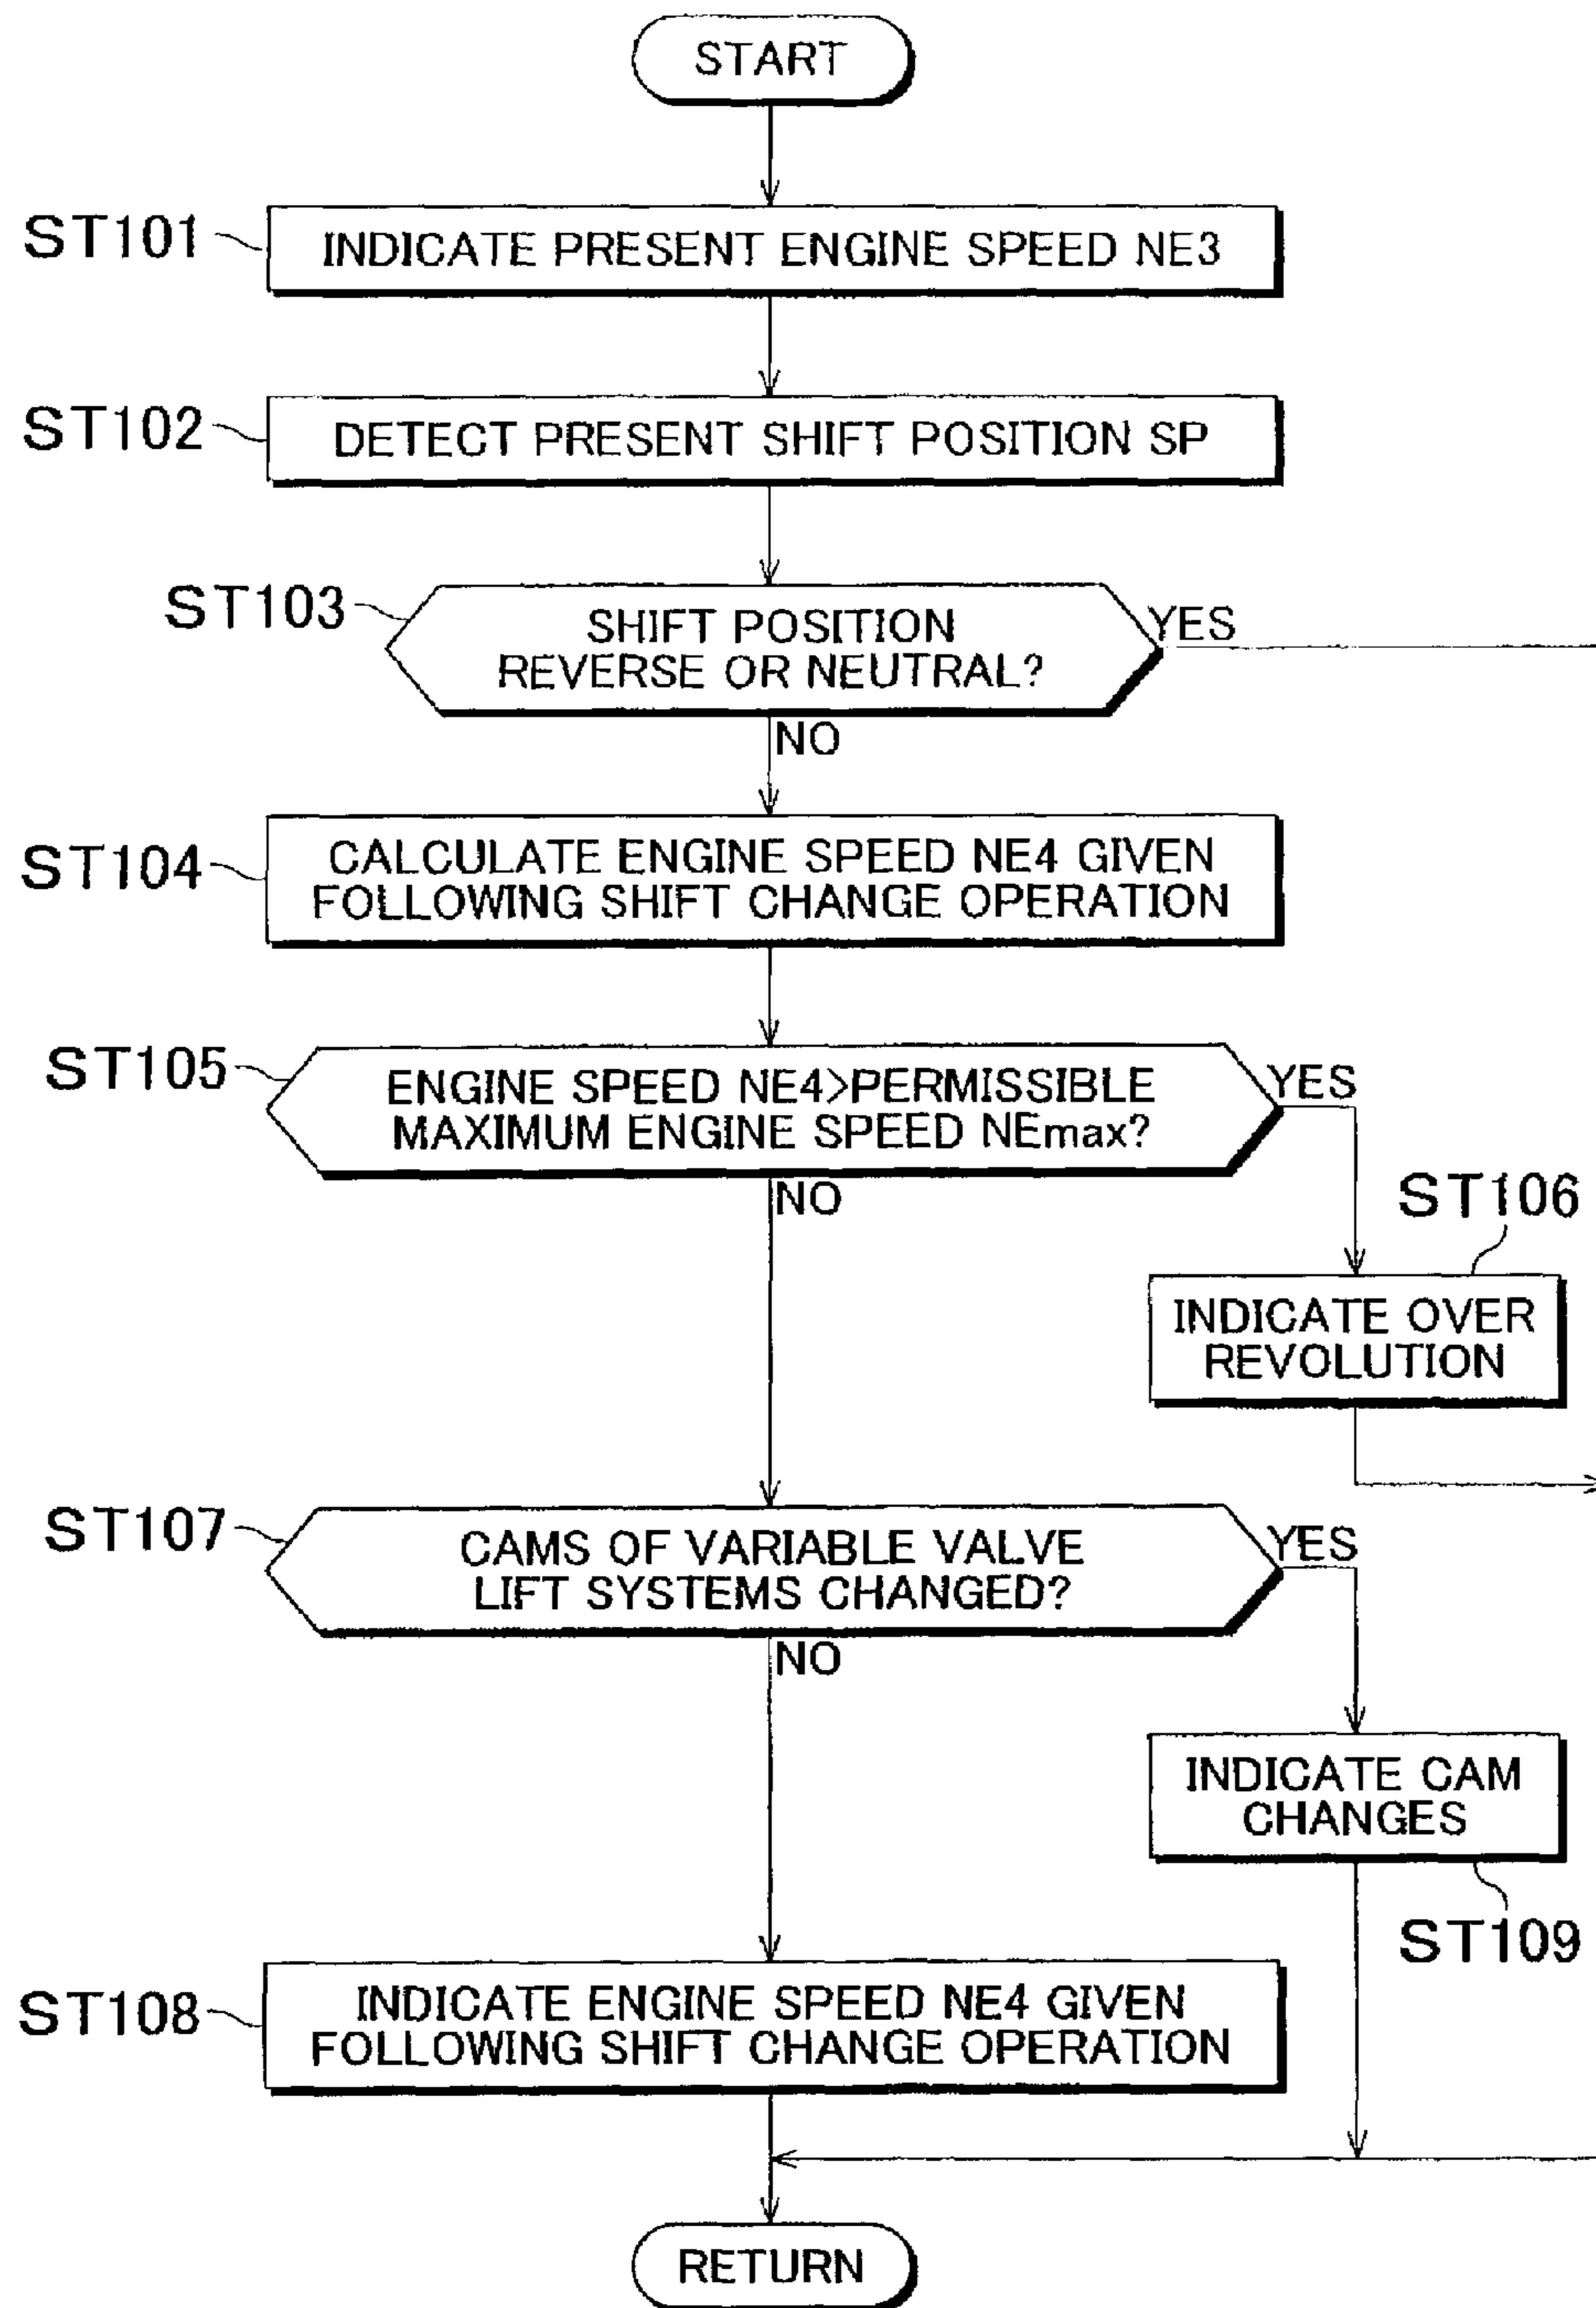 START
ST101
INDICATE PRESENT ENGINE SPEED NE3
ST102
DETECT PRESENT SHIFT POSITION SP
ST103
SHIFT POSITION
REVERSE OR NEUTRAL?
YES
NO
ST104
CALCULATE ENGINE SPEED NE4 GIVEN
FOLLOWING SHIFT CHANGE OPERATION
ST105
ENGINE SPEED NE4>PERMISSIBLE
MAXIMUM ENGINE SPEED NEmax?
YES
NO
ST106
INDICATE OVER
REVOLUTION
ST107
CAMS OF VARIABLE VALVE
LIFT SYSTEMS CHANGED?
YES
NO
INDICATE CAM
CHANGES
ST109
ST108
INDICATE ENGINE SPEED NE4 GIVEN
FOLLOWING SHIFT CHANGE OPERATION
RETURN